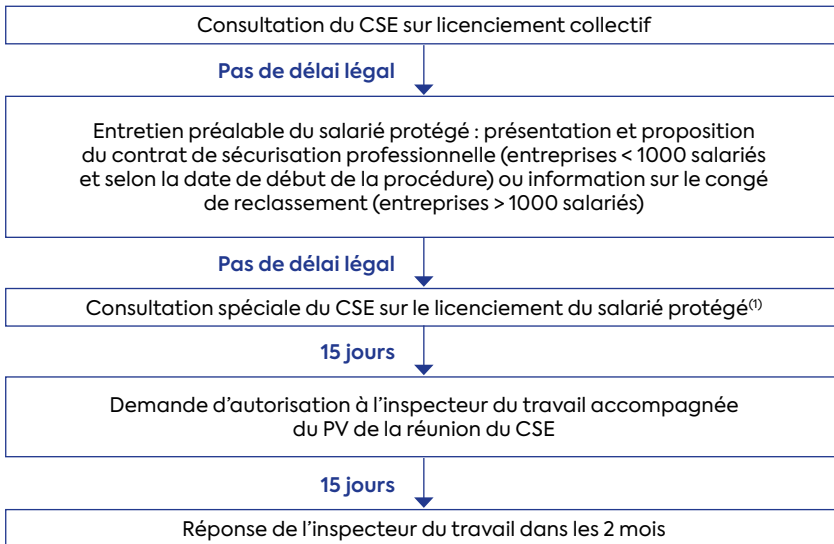 Consultation du CSE sur licenciement collectif
Pas de délai légal
Entretien préalable du salarié protégé : présentation et proposition
du contrat de sécurisation professionnelle (entreprises < 1000 salariés
et selon la date de début de la procédure) ou information sur le congé
de reclassement (entreprises > 1000 salariés)
Pas de délai légal
Consultation spéciale du CSE sur le licenciement du salarié protégé(1)
15 jours
Demande d'autorisation à l'inspecteur du travail accompagnée
du PV de la réunion du CSE
15 jours
Réponse de l'inspecteur du travail dans les 2 mois